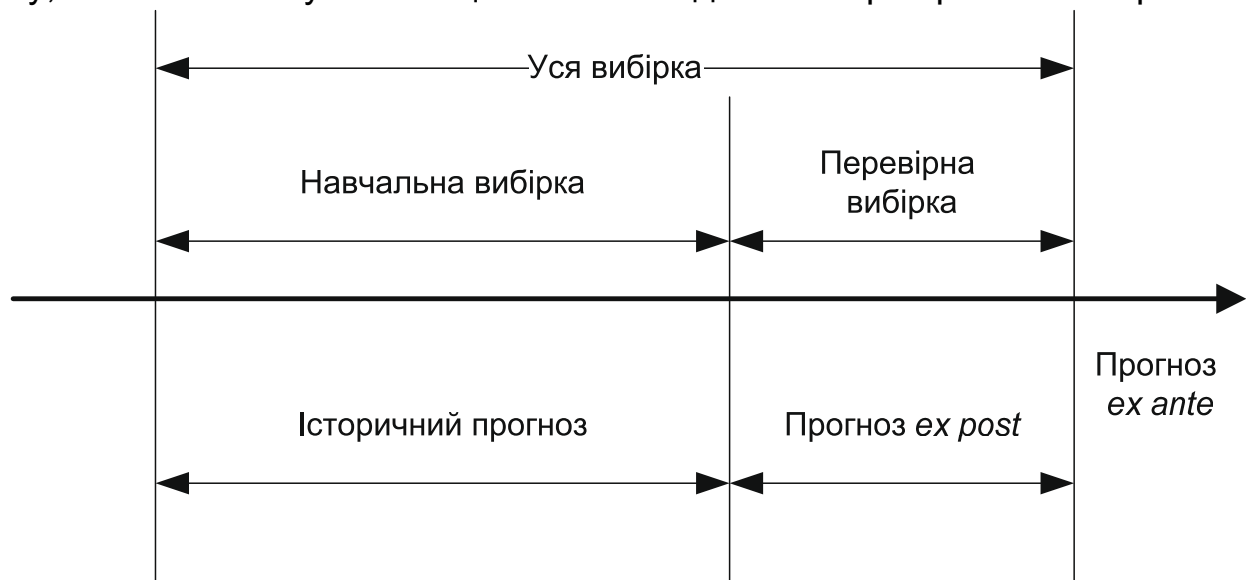 Уся вибірка
Навчальна вибірка
Перевірна
вибірка
Прогноз
ex ante
Історичний прогноз
Прогноз ex post